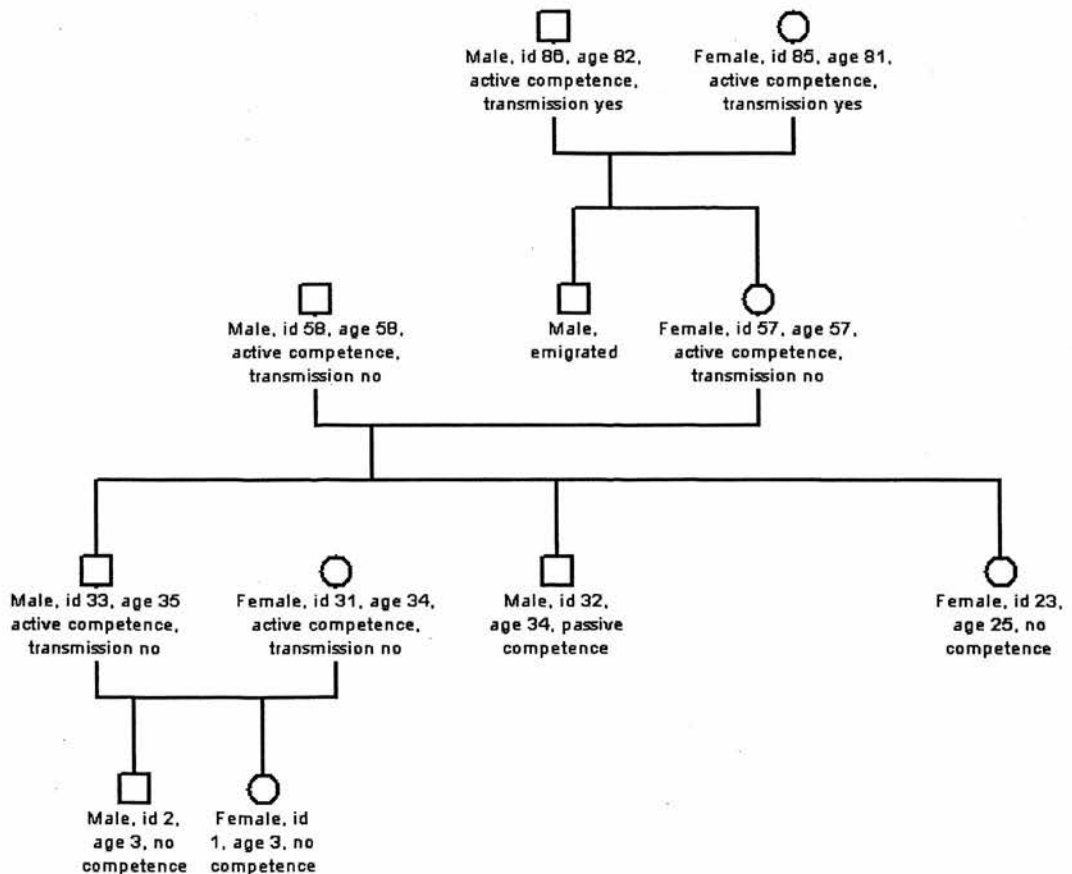 Male, id 86, age 82,
active competence,
transmission yes
Female, id 85, age 81,
active competence,
transmission yes
Male, id 58, age 58,
active competence,
transmission no
Male,
emigrated
Female, id 57, age 57,
active competence,
transmission no
Male, id 33, age 35
active competence,
transmission no
Female, id 31, age 34,
active competence,
transmission no
Male, id 32,
age 34, passive
competence
Female, id 23,
age 25, no
competence
Male, id 2,
age 3, no
competence
Female, id
1, age 3, no
competence